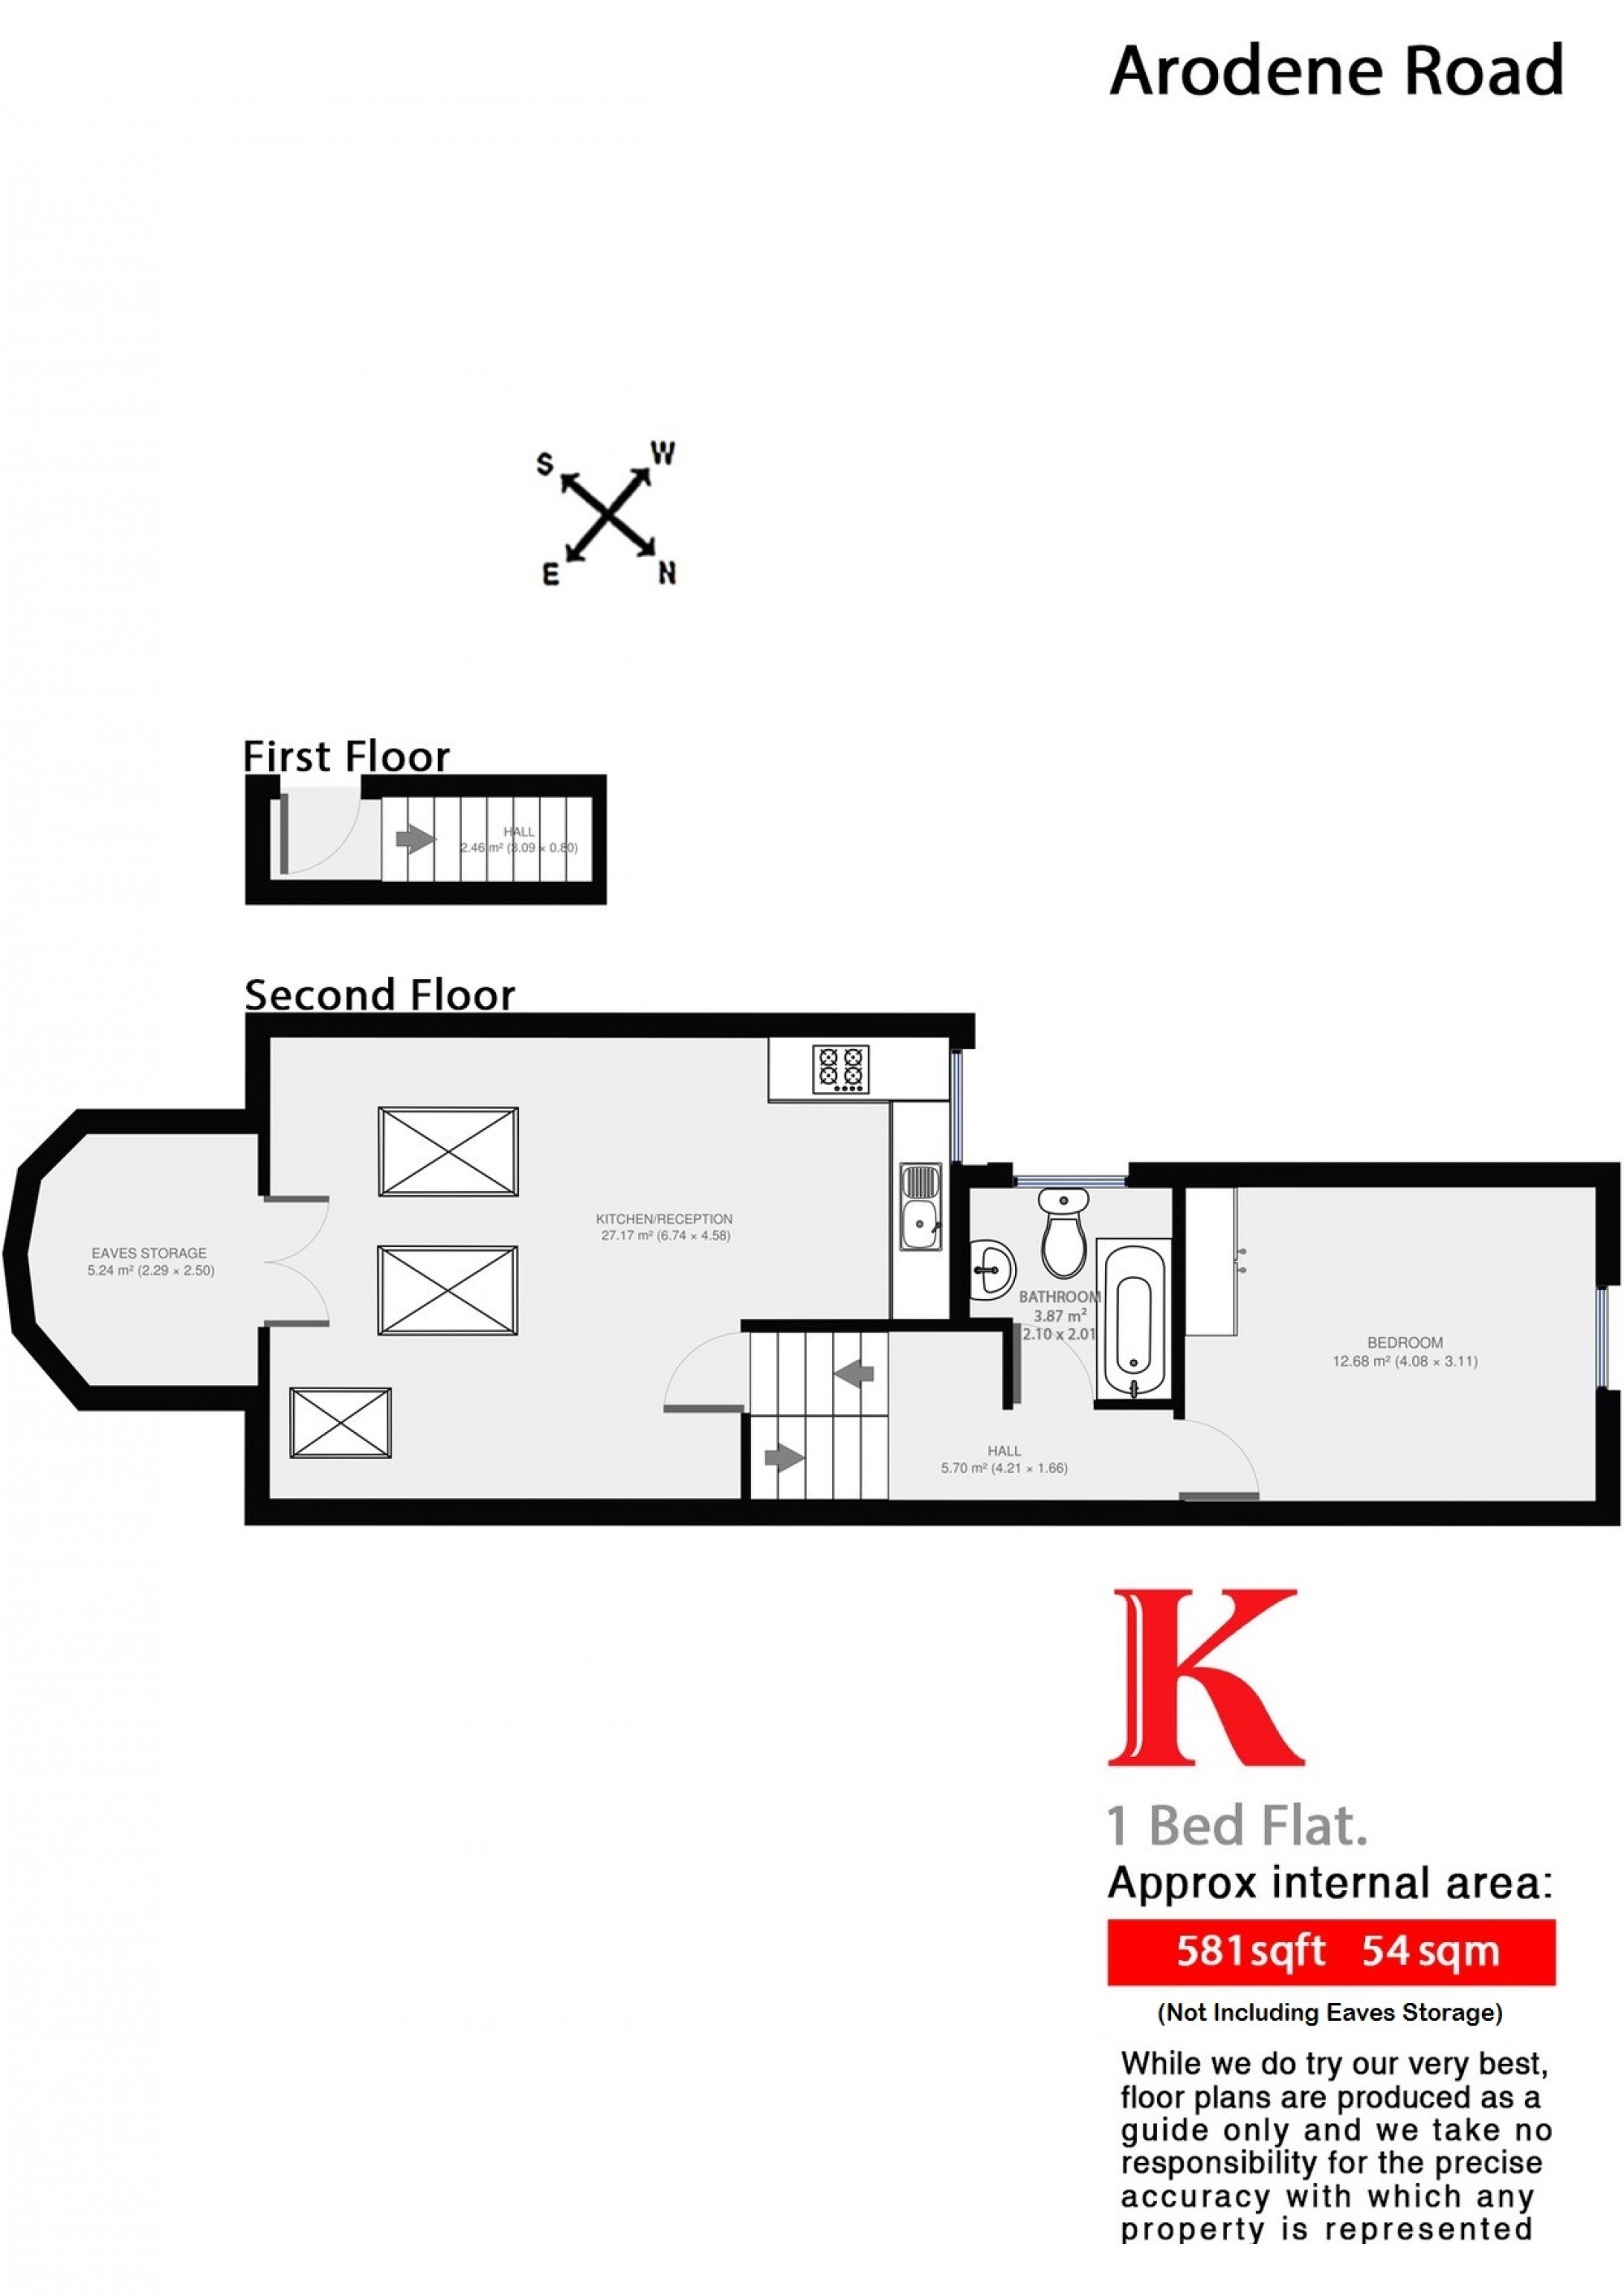 Arodene Road
S W
E N
First Floor
HALL
2.46 m² (3.09 × 0.80)
Second Floor
EAVES STORAGE
5.24 m² (2.29 × 2.50)
KITCHEN/RECEPTION
27.17 m² (6.74 × 4.58)
BATHROOM
3.87 m²
2.10 x 2.01
BEDROOM
12.68 m² (4.08 × 3.11)
HALL
5.70 m² (4.21 × 1.66)
K
1 Bed Flat.
Approx internal area:
581sqft 54 sqm
(Not Including Eaves Storage)
While we do try our very best,
floor plans are produced as a
guide only and we take no
responsibility for the precise
accuracy with which any
property is represented